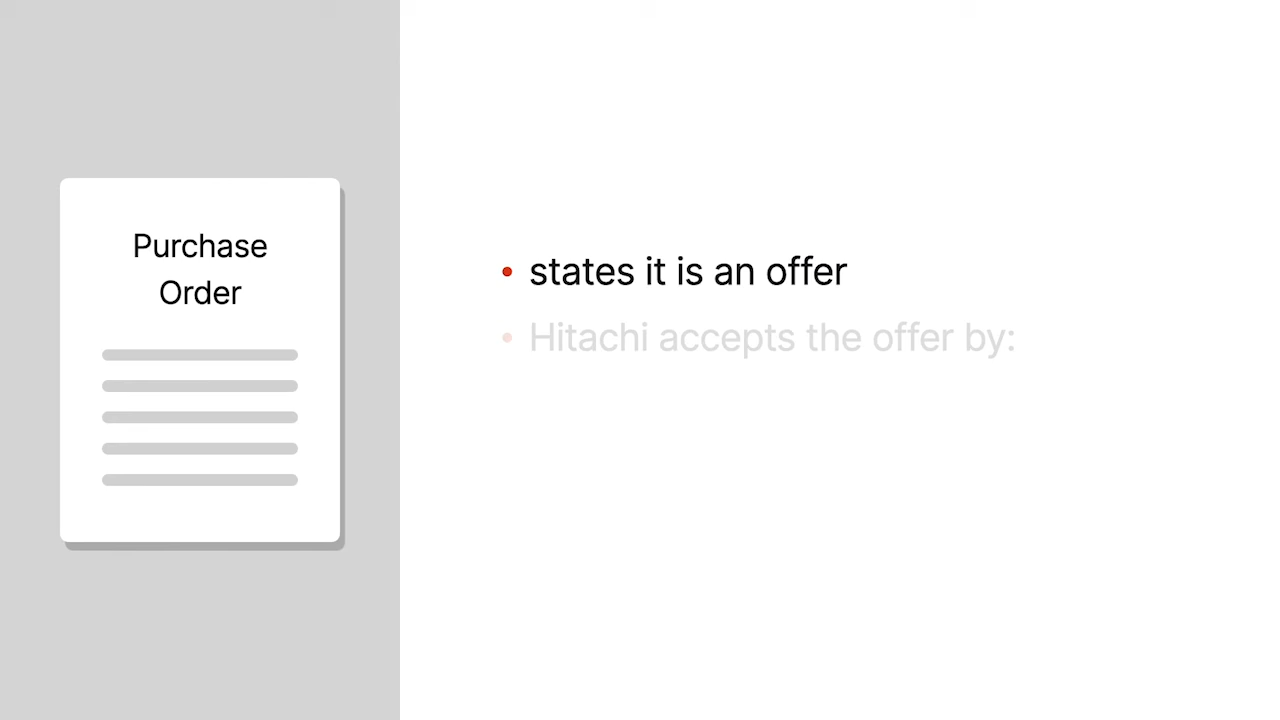 Purchase
Order
• states it is an offer
• Hitachi accepts the offer by: